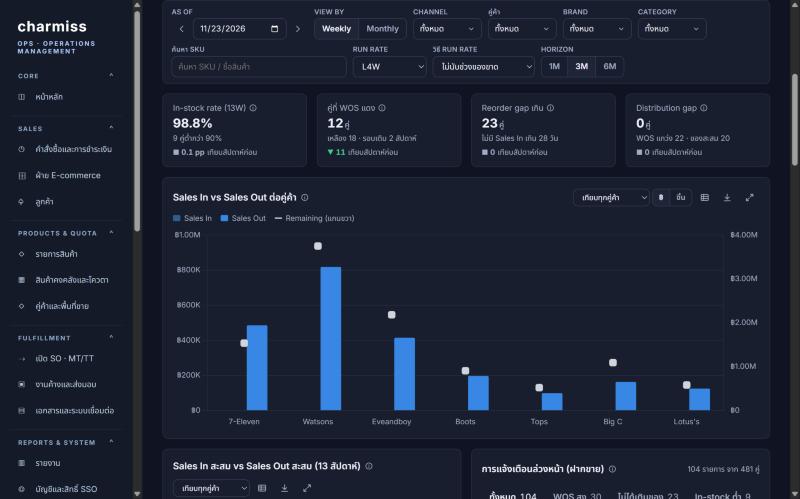 charmiss
OPS · OPERATIONS
MANAGEMENT
CORE
หน้าหลัก
SALES
คำสั่งซื้อและการชำระเงิน
ฝ่าย E-commerce
ลูกค้า
PRODUCTS & QUOTA
รายการสินค้า
สินค้าคงคลังและโควตา
คู่ค้าและพื้นที่ขาย
FULFILLMENT
เปิด SO · MT/TT
งานค้างและส่งมอบ
เอกสารและระบบเชื่อมต่อ
REPORTS & SYSTEM
รายงาน
บัญชีและสิทธิ์ SSO
AS OF
11/23/2026
VIEW BY
Weekly Monthly
CHANNEL
ทั้งหมด
คู่ค้า
ทั้งหมด
BRAND
ทั้งหมด
CATEGORY
ทั้งหมด
ค้นหา SKU
ค้นหา SKU / ชื่อสินค้า
RUN RATE
L4W
วิธี RUN RATE
ไม่นับช่วงของขาด
HORIZON
1M 3M 6M
In-stock rate (13W)
98.8%
9 คู่ต่ำกว่า 90%
0.1 pp เทียบสัปดาห์ก่อน
คู่ที่ WOS แดง
12 คู่
เหลือง 18 · รอบเติม 2 สัปดาห์
▼ 11 เทียบสัปดาห์ก่อน
Reorder gap เกิน
23 คู่
ไม่มี Sales In เกิน 28 วัน
0 เทียบสัปดาห์ก่อน
Distribution gap
0 คู่
WOS แกว่ง 22 · ของสะสม 20
0 เทียบสัปดาห์ก่อน
Sales In vs Sales Out ต่อคู่ค้า
เทียบทุกคู่ค้า
฿ ชิ้น
Sales In Sales Out Remaining (แกนขวา)
฿1.00M
฿800K
฿600K
฿400K
฿200K
฿0
฿4.00M
฿3.00M
฿2.00M
฿1.00M
฿0
7-Eleven Watsons Eveandboy Boots Tops Big C Lotus's
Sales In สะสม vs Sales Out สะสม (13 สัปดาห์)
เทียบทุกคู่ค้า
การแจ้งเตือนล่วงหน้า (ฝากขาย)
104 รายการ จาก 481 คู่
ทั้งหมด 104 WOS สูง 30 ไม่ได้เติมของ 23 In-stock ต่ำ 9